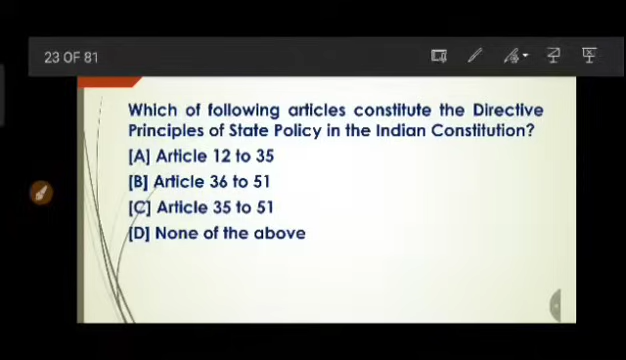 23 OF 81
Which of following articles constitute the Directive
Principles of State Policy in the Indian Constitution?
[A] Article 12 to 35
[B] Article 36 to 51
[C] Article 35 to 51
[D] None of the above